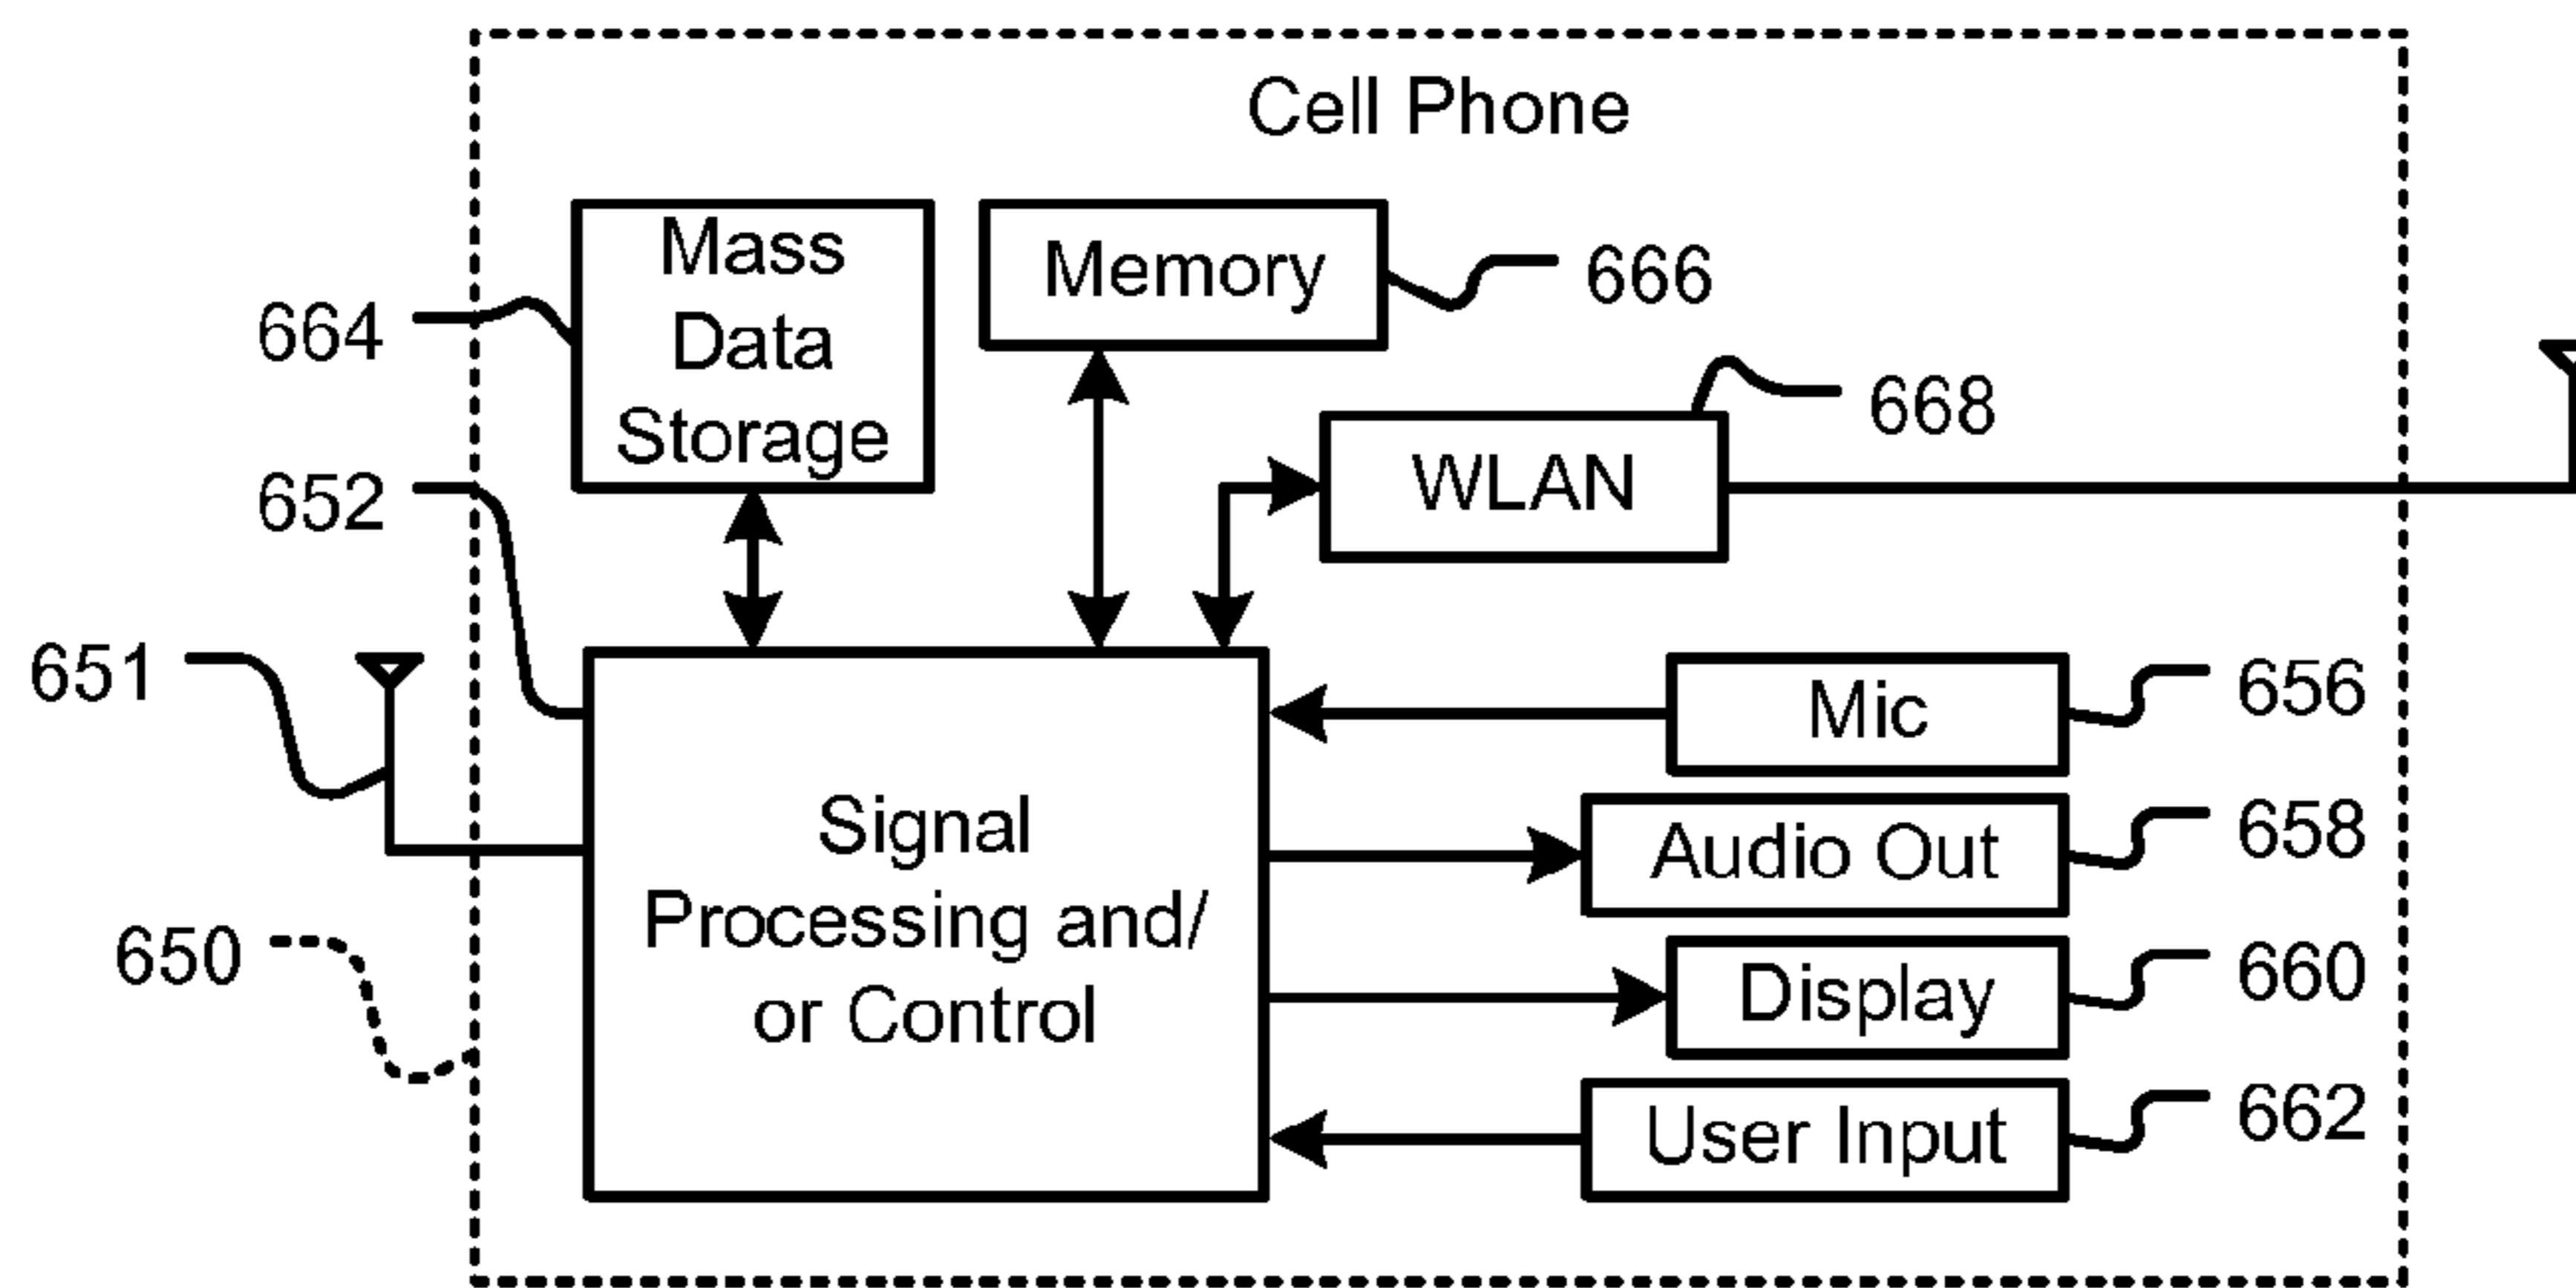 Cell Phone
Mass
Data
Storage
Memory
666
664
668
652
WLAN
651
656
Mic
658
Audio Out
Signal
Processing and/
or Control
650
660
Display
662
User Input